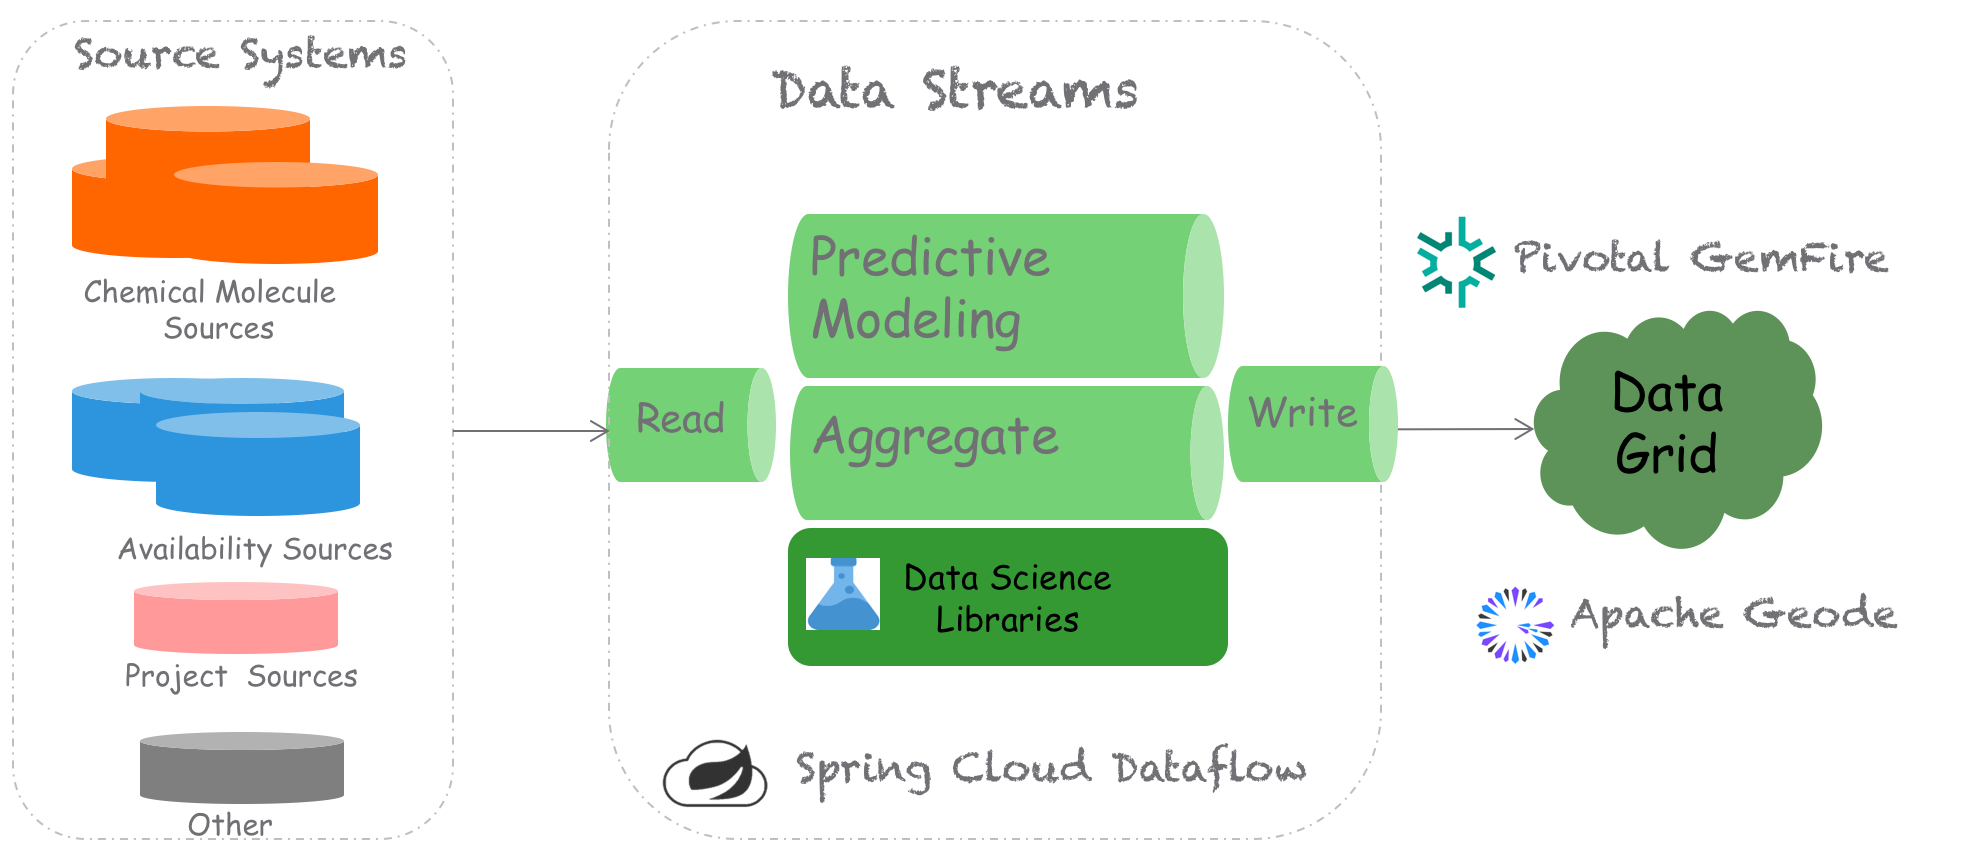 Source Systems
Chemical Molecule
Sources
Availability Sources
Project Sources
Other
Data Streams
Read
Predictive
Modeling
Aggregate
Data Science
Libraries
Write
Spring Cloud Dataflow
Pivotal GemFire
Data
Grid
Apache Geode